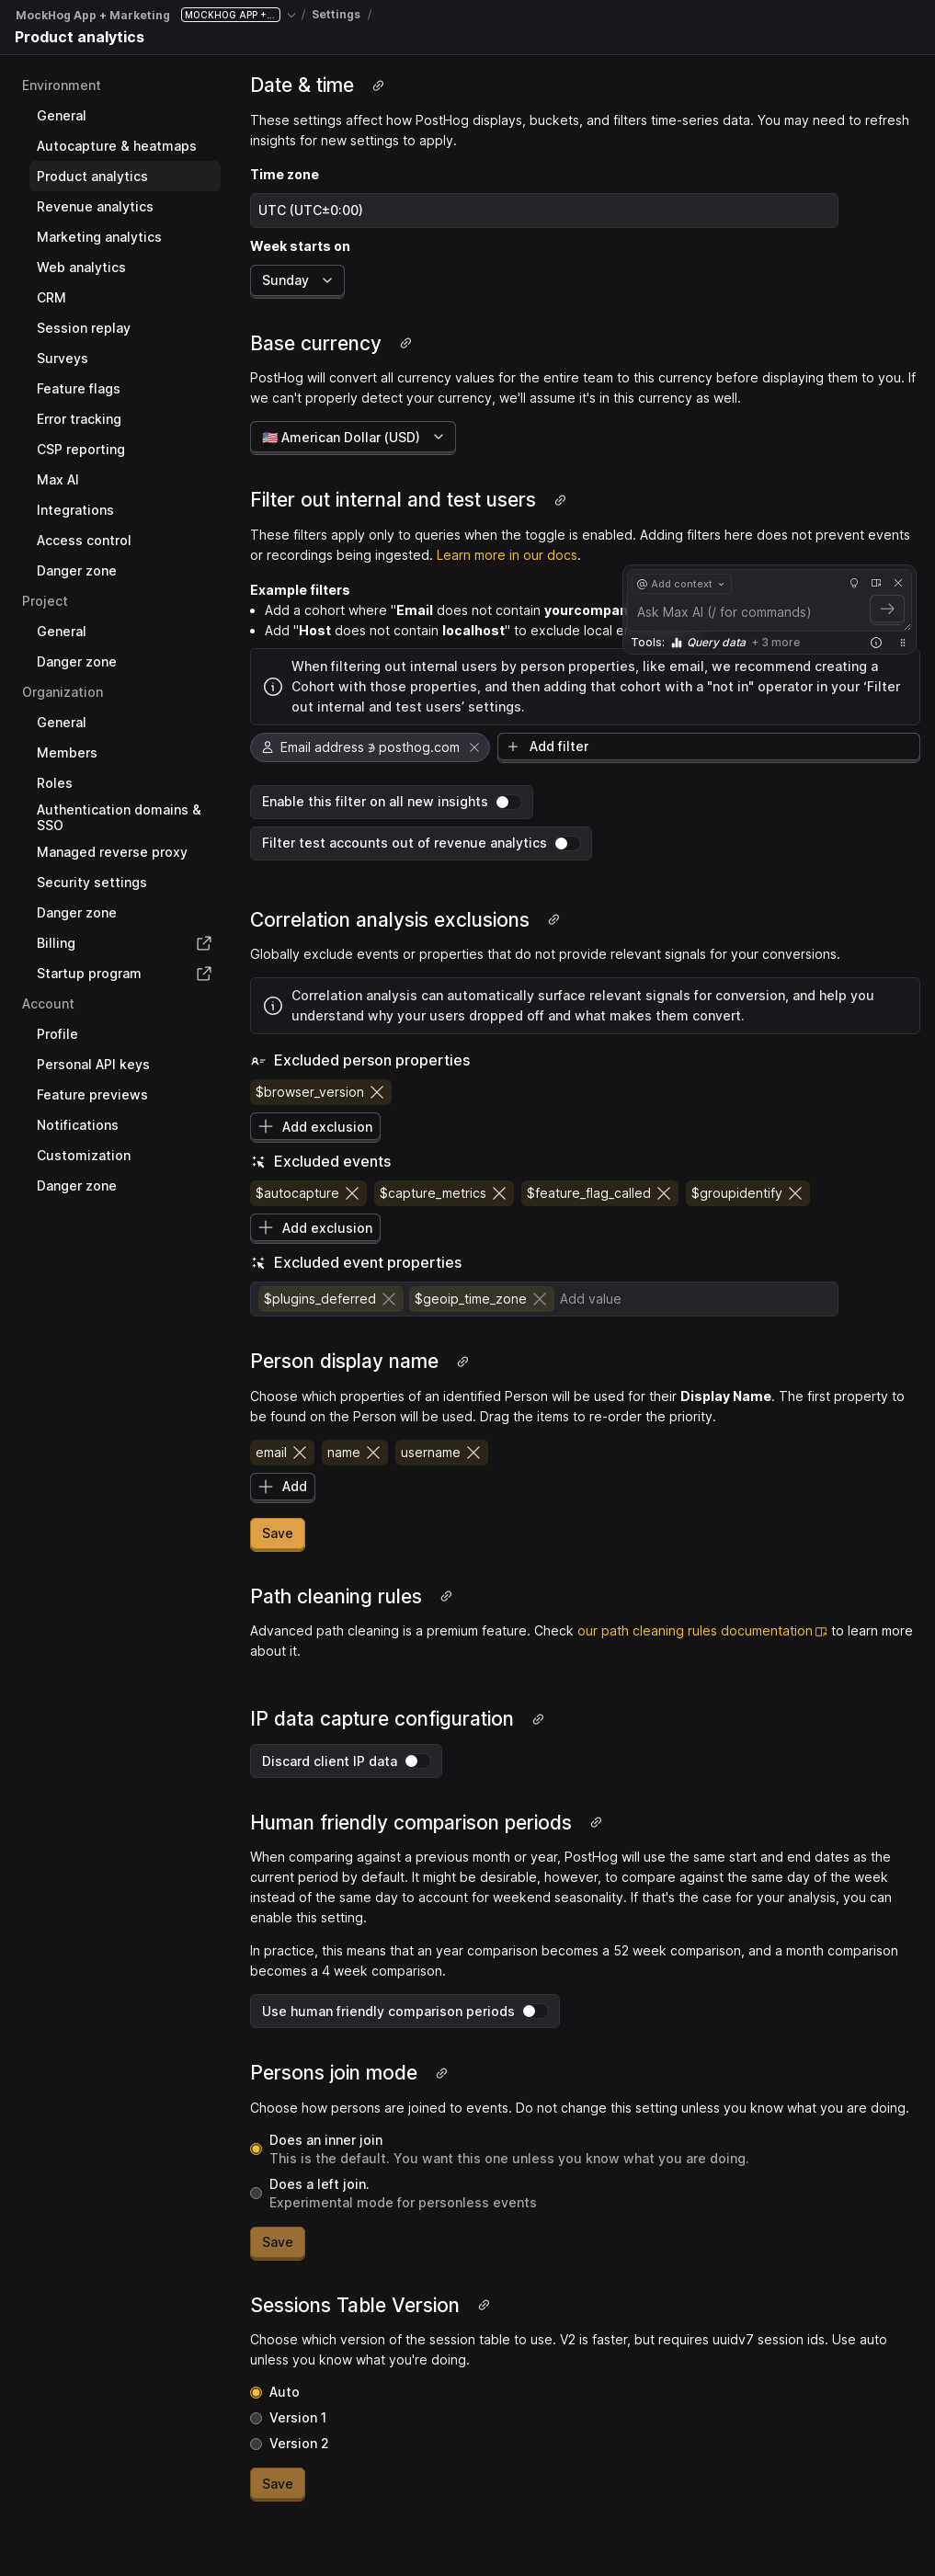 MockHog App + Marketing MOCKHOG APP +... / Settings /
Product analytics
Environment
General
Autocapture & heatmaps
Product analytics
Revenue analytics
Marketing analytics
Web analytics
CRM
Session replay
Surveys
Feature flags
Error tracking
CSP reporting
Max AI
Integrations
Access control
Danger zone
Project
General
Danger zone
Organization
General
Members
Roles
Authentication domains &
SSO
Managed reverse proxy
Security settings
Danger zone
Billing
Startup program
Account
Profile
Personal API keys
Feature previews
Notifications
Customization
Danger zone
Date & time
These settings affect how PostHog displays, buckets, and filters time-series data. You may need to refresh
insights for new settings to apply.
Time zone
UTC (UTC±0:00)
Week starts on
Sunday
Base currency
PostHog will convert all currency values for the entire team to this currency before displaying them to you. If
we can't properly detect your currency, we'll assume it's in this currency as well.
🇺🇸 American Dollar (USD)
Filter out internal and test users
These filters apply only to queries when the toggle is enabled. Adding filters here does not prevent events
or recordings being ingested. Learn more in our docs.
Example filters
Add a cohort where "Email does not contain yourcompan
Add "Host does not contain localhost" to exclude local e
@ Add context
Ask Max AI (/ for commands)
Tools: Query data + 3 more
When filtering out internal users by person properties, like email, we recommend creating a
Cohort with those properties, and then adding that cohort with a "not in" operator in your ‘Filter
out internal and test users’ settings.
Email address ∌ posthog.com
Add filter
Enable this filter on all new insights
Filter test accounts out of revenue analytics
Correlation analysis exclusions
Globally exclude events or properties that do not provide relevant signals for your conversions.
Correlation analysis can automatically surface relevant signals for conversion, and help you
understand why your users dropped off and what makes them convert.
Excluded person properties
$browser_version
Add exclusion
Excluded events
$autocapture $capture_metrics $feature_flag_called $groupidentify
Add exclusion
Excluded event properties
$plugins_deferred $geoip_time_zone Add value
Person display name
Choose which properties of an identified Person will be used for their Display Name. The first property to
be found on the Person will be used. Drag the items to re-order the priority.
email name username
Add
Save
Path cleaning rules
Advanced path cleaning is a premium feature. Check our path cleaning rules documentation to learn more
about it.
IP data capture configuration
Discard client IP data
Human friendly comparison periods
When comparing against a previous month or year, PostHog will use the same start and end dates as the
current period by default. It might be desirable, however, to compare against the same day of the week
instead of the same day to account for weekend seasonality. If that's the case for your analysis, you can
enable this setting.
In practice, this means that an year comparison becomes a 52 week comparison, and a month comparison
becomes a 4 week comparison.
Use human friendly comparison periods
Persons join mode
Choose how persons are joined to events. Do not change this setting unless you know what you are doing.
Does an inner join
This is the default. You want this one unless you know what you are doing.
Does a left join.
Experimental mode for personless events
Save
Sessions Table Version
Choose which version of the session table to use. V2 is faster, but requires uuidv7 session ids. Use auto
unless you know what you're doing.
Auto
Version 1
Version 2
Save